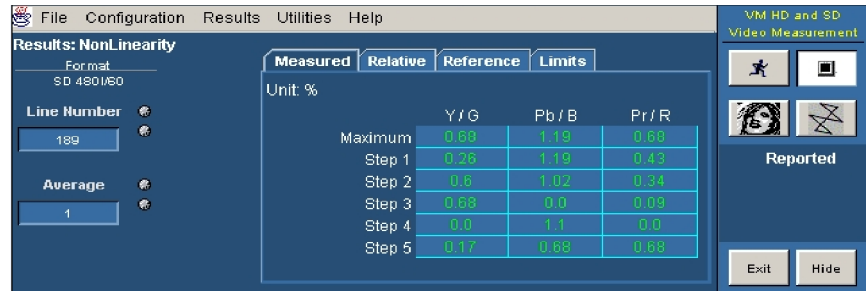 File Configuration Results Utilities Help
VM HD and SD
Video Measurement
Results: NonLinearity
Format
SD 480I/60
Line Number
189
Average
1
Measured Relative Reference Limits
Unit: %
Y / G Pb / B Pr / R
Maximum 0.68 1.19 0.68
Step 1 0.26 1.19 0.43
Step 2 0.6 1.02 0.34
Step 3 0.68 0.0 0.09
Step 4 0.0 1.1 0.0
Step 5 0.17 0.68 0.68
Reported
Exit Hide